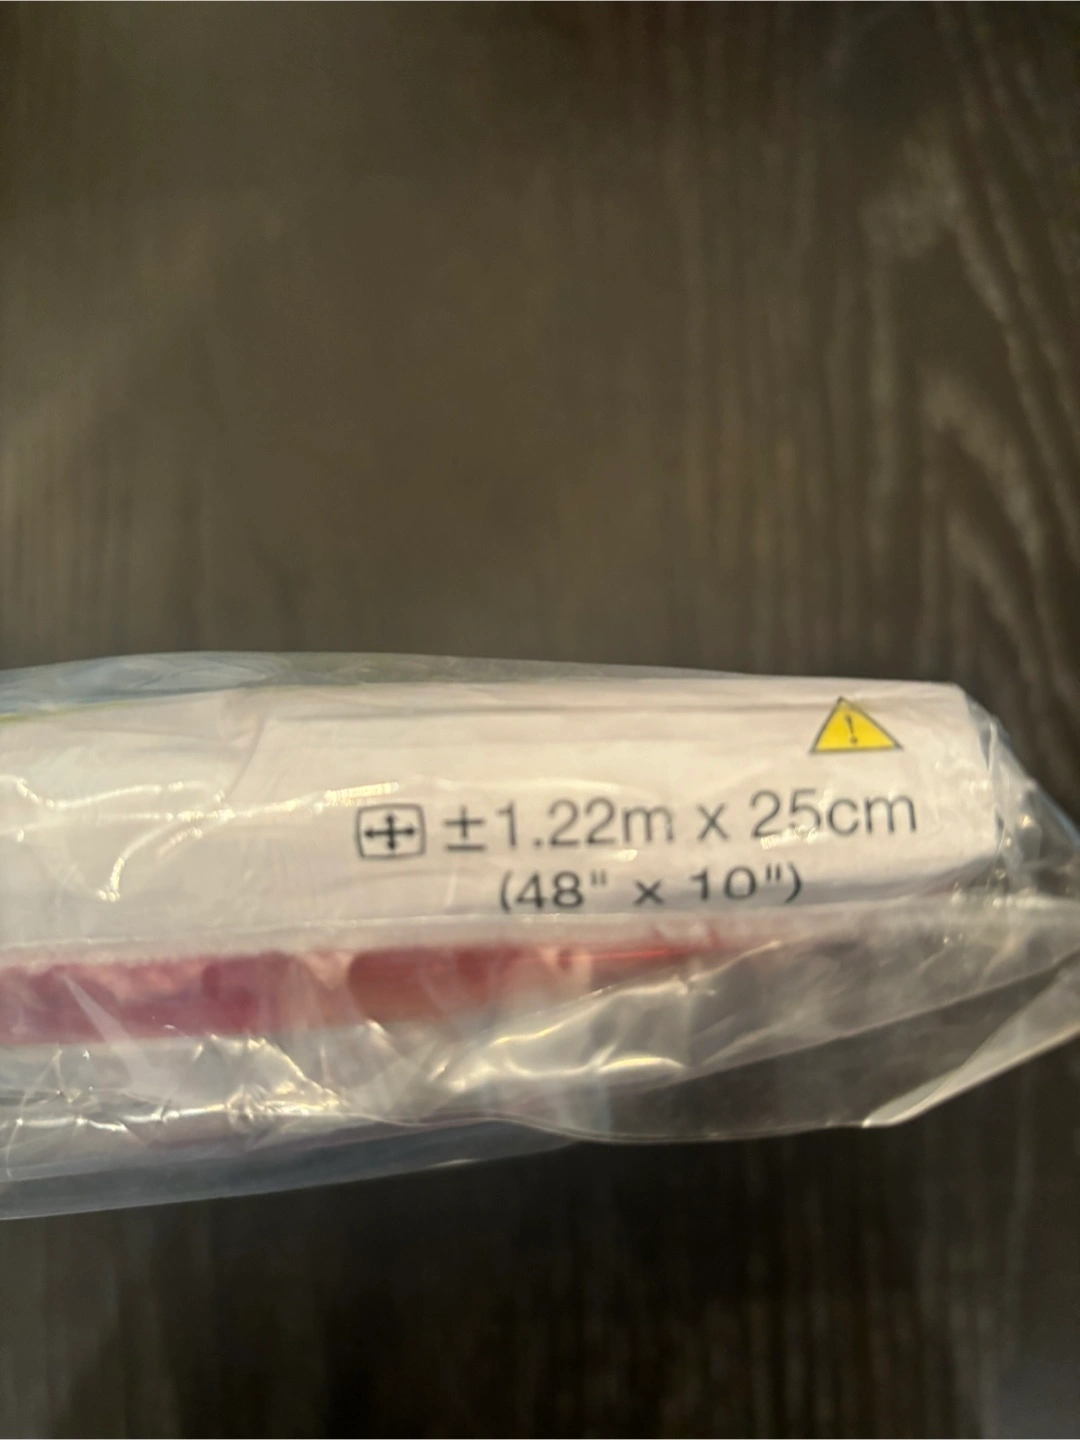 ±1.22m x 25cm
(48" x 10")